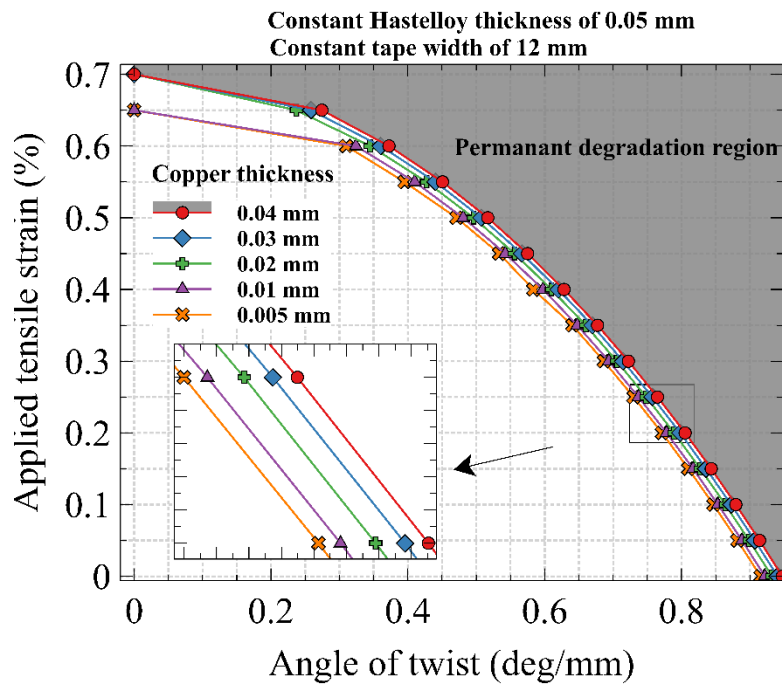 Constant Hastelloy thickness of 0.05 mm
Constant tape width of 12 mm
0.7
0.6
0.5
0.4
0.3
0.2
0.1
0
Applied tensile strain (%)
Permanant degradation region
Copper thickness
0.04 mm
0.03 mm
0.02 mm
0.01 mm
0.005 mm
0 0.2 0.4 0.6 0.8
Angle of twist (deg/mm)